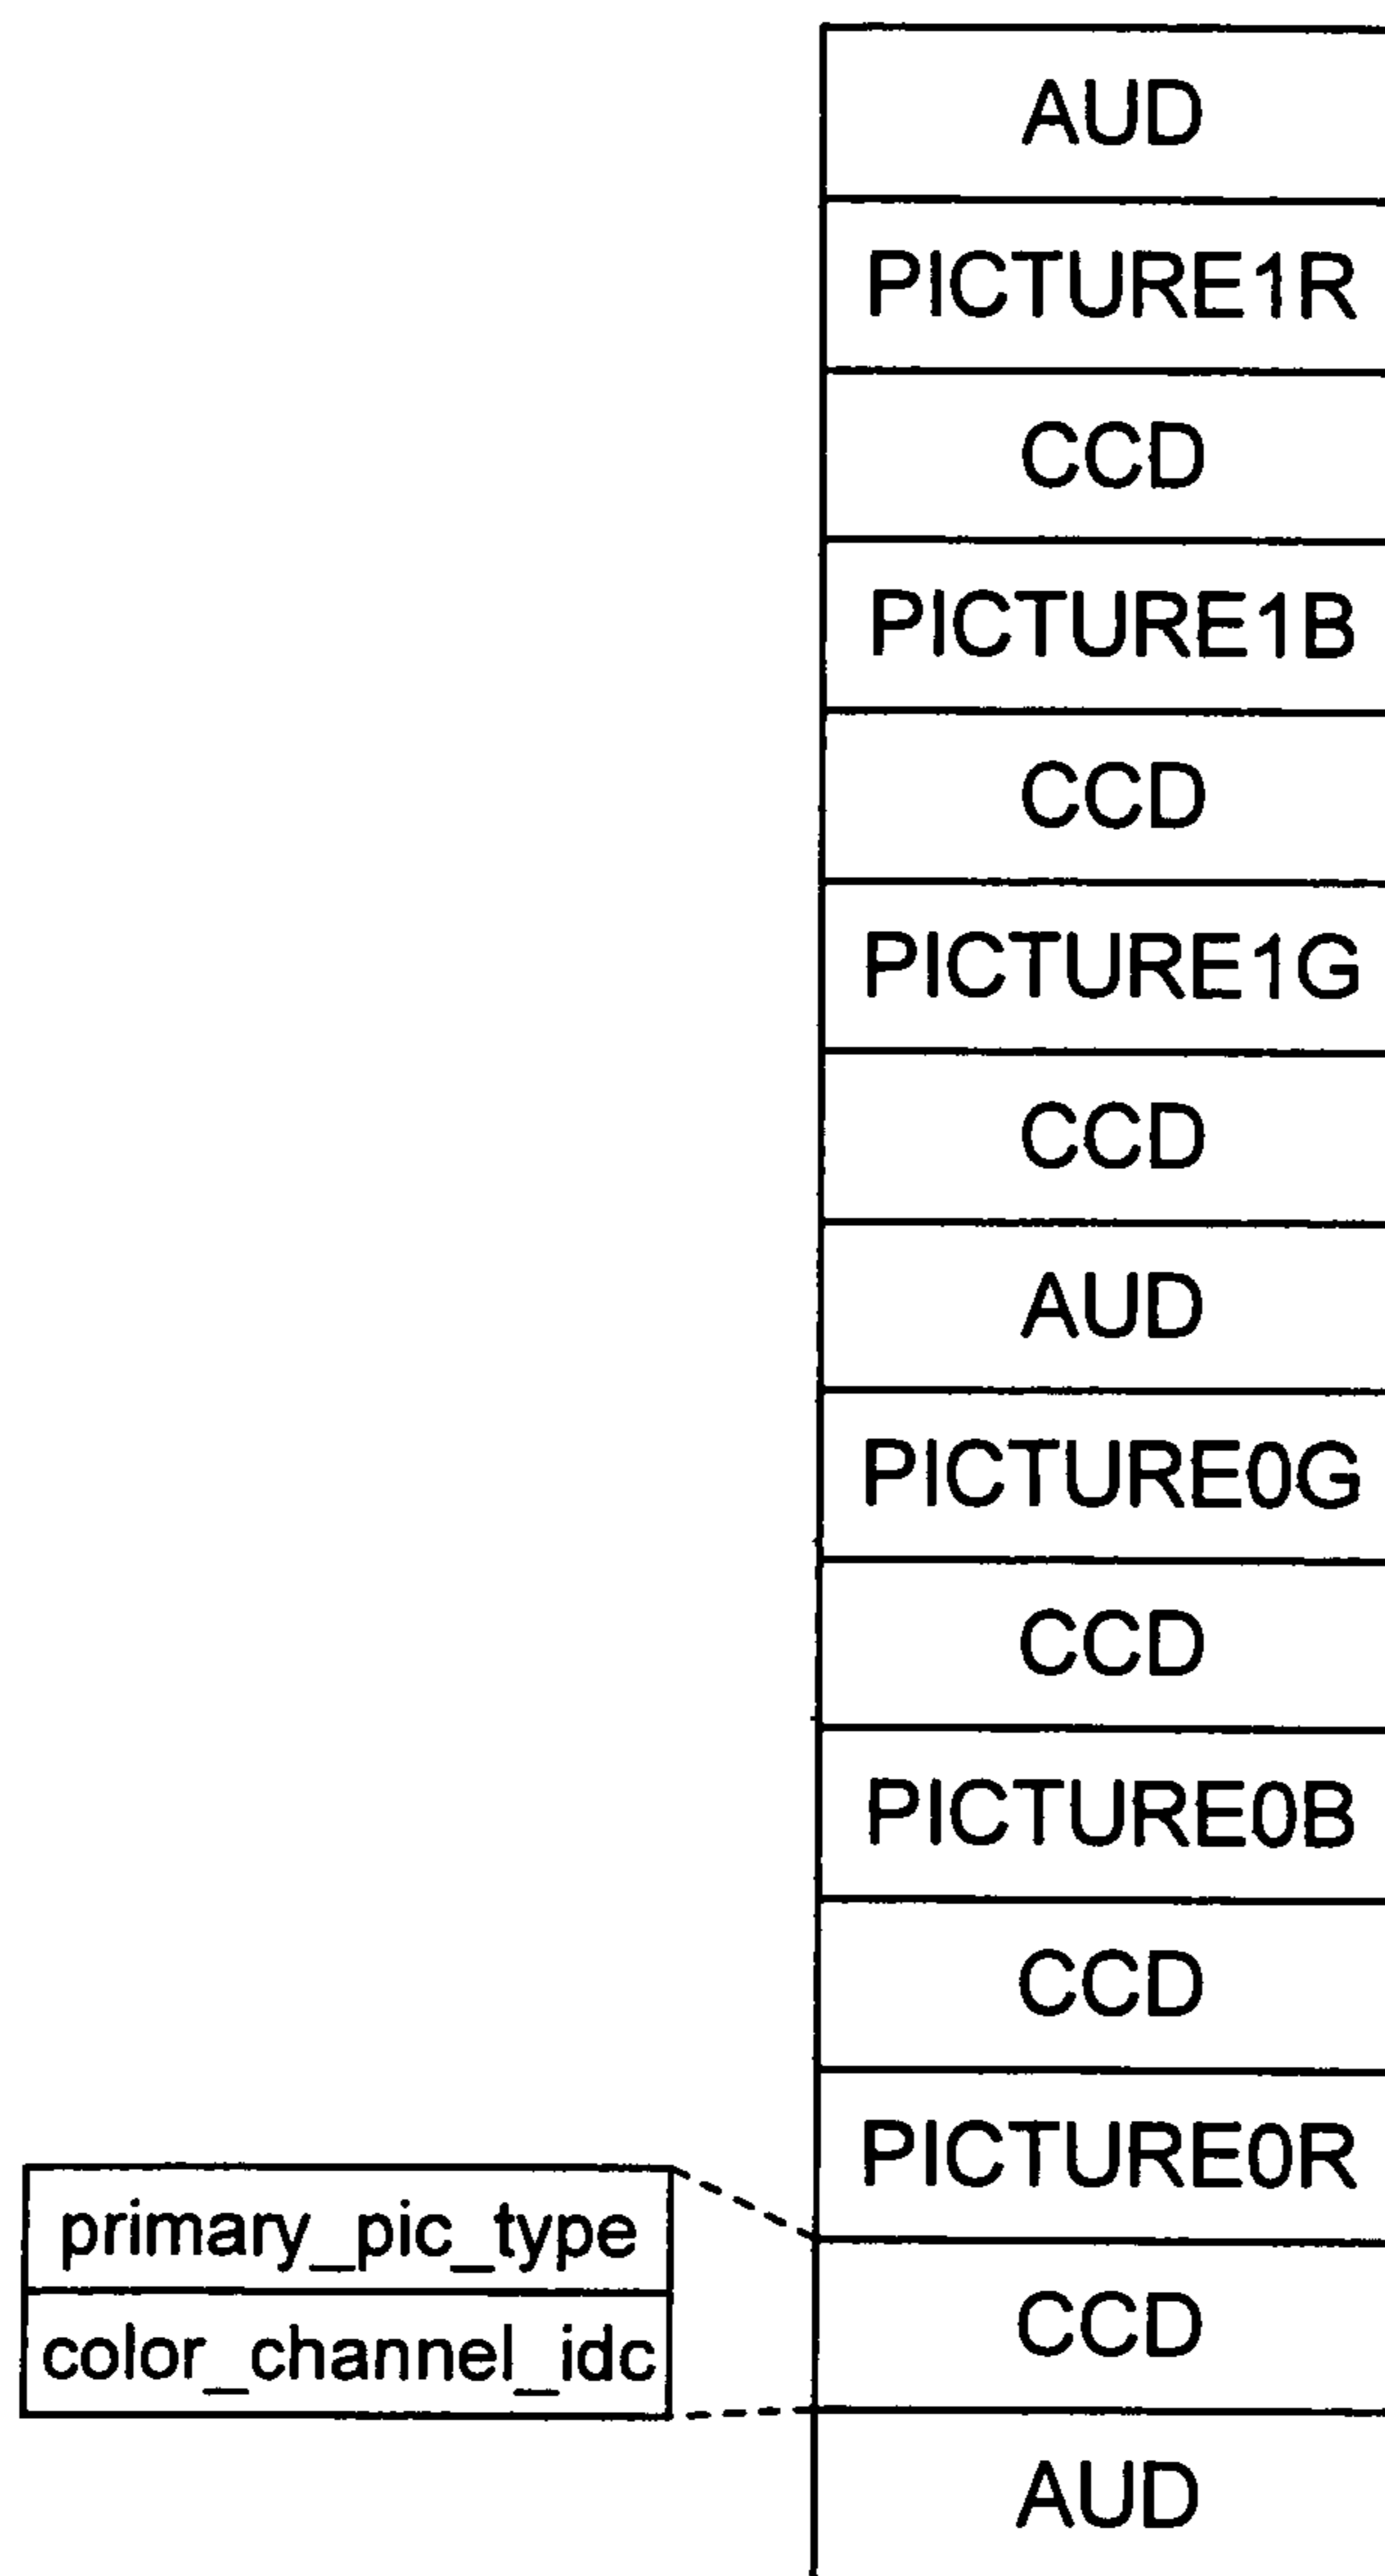 AUD
PICTURE1R
CCD
PICTURE1B
CCD
PICTURE1G
CCD
AUD
PICTURE0G
CCD
PICTURE0B
CCD
PICTURE0R
primary_pic_type
color_channel_idc
CCD
AUD